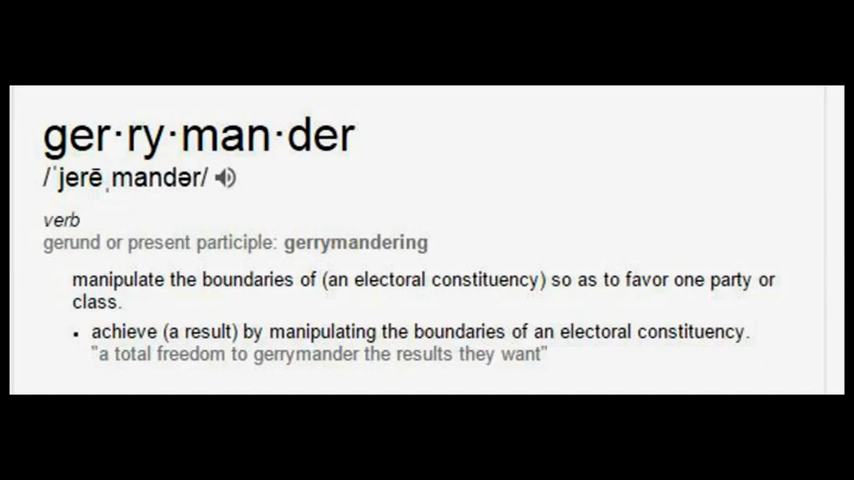 ger·ry·man·der
/ˈjerēˌmandər/
verb
gerund or present participle: gerrymandering
manipulate the boundaries of (an electoral constituency) so as to favor one party or
class.
• achieve (a result) by manipulating the boundaries of an electoral constituency.
"a total freedom to gerrymander the results they want"